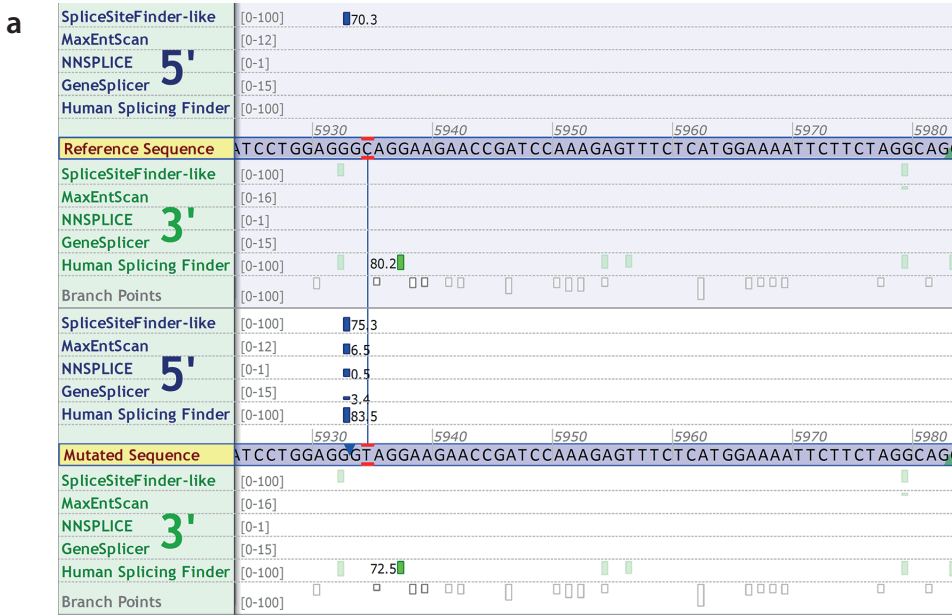 a
SpliceSiteFinder-like [0-100] 70.3
MaxEntScan [0-12]
NNSPLICE [0-1]
5'
GeneSplicer [0-15]
Human Splicing Finder [0-100]
5930 5940 5950 5960 5970 5980
Reference Sequence ATCCTGGAGGGCAGGAAGAACCGATCCAAAGAGTTTCTCATGGAAAATTCTTCTAGGCAG
SpliceSiteFinder-like [0-100]
MaxEntScan [0-16]
NNSPLICE [0-1]
3'
GeneSplicer [0-15]
Human Splicing Finder [0-100] 80.2
Branch Points [0-100]
SpliceSiteFinder-like [0-100] 75.3
MaxEntScan [0-12] 6.5
NNSPLICE [0-1] 0.5
5'
GeneSplicer [0-15] 3.4
Human Splicing Finder [0-100] 83.5
5930 5940 5950 5960 5970 5980
Mutated Sequence ATCCTGGAGGGTAGGAAGAACCGATCCAAAGAGTTTCTCATGGAAAATTCTTCTAGGCAG
SpliceSiteFinder-like [0-100]
MaxEntScan [0-16]
NNSPLICE [0-1]
3'
GeneSplicer [0-15]
Human Splicing Finder [0-100] 72.5
Branch Points [0-100]